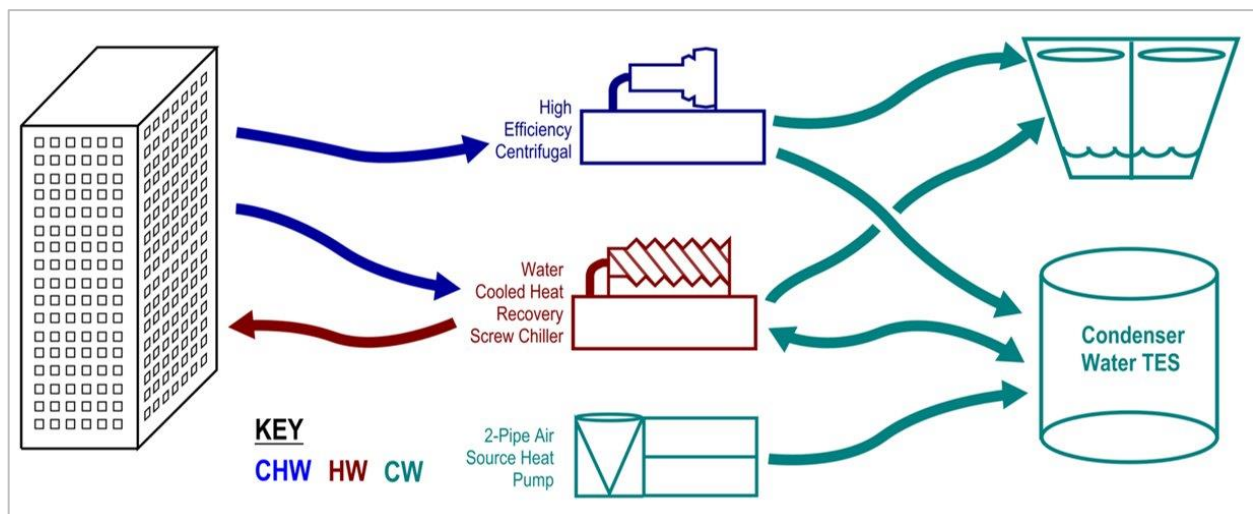 High
Efficiency
Centrifugal
Water
Cooled Heat
Recovery
Screw Chiller
Condenser
Water TES
2-Pipe Air
Source Heat
Pump
KEY
CHW HW CW